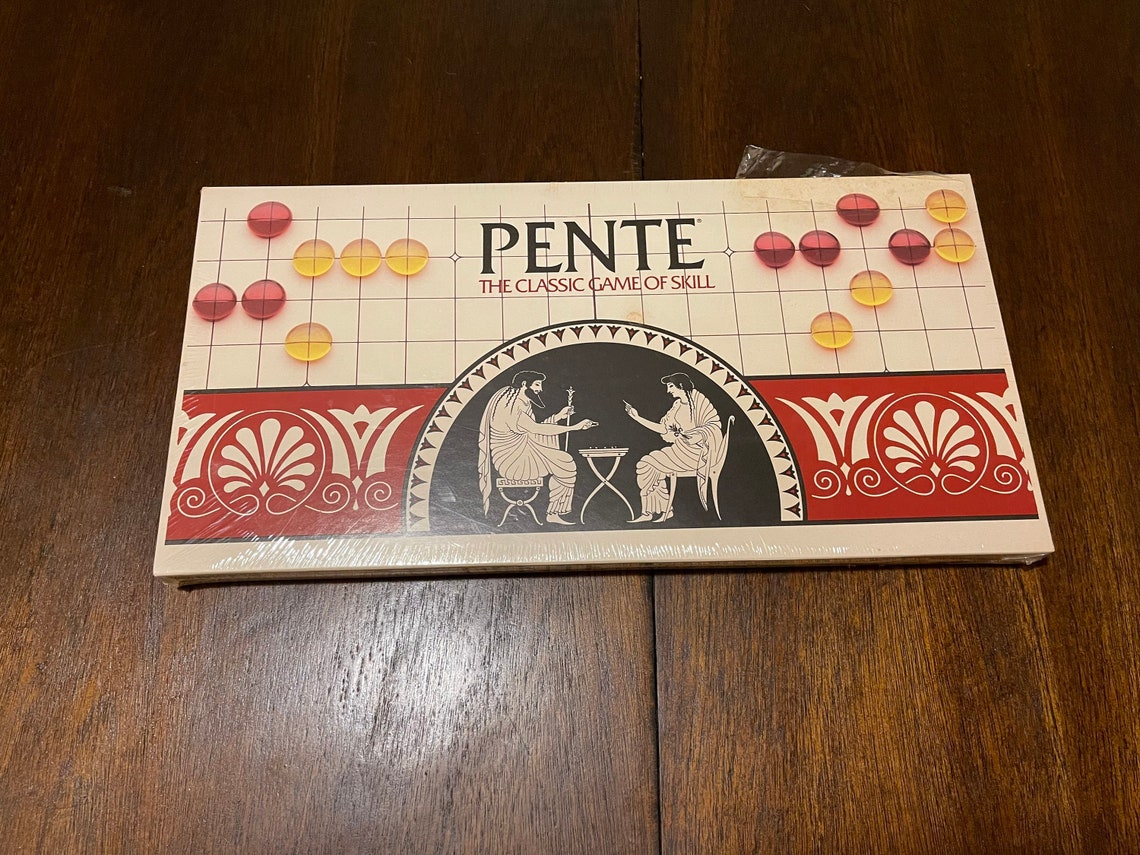 PENTE®
THE CLASSIC GAME OF SKILL